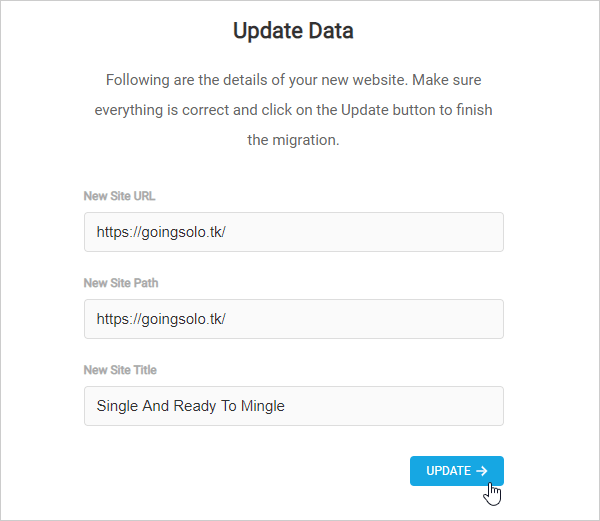 Update Data
Following are the details of your new website. Make sure
everything is correct and click on the Update button to finish
the migration.
New Site URL
https://goingsolo.tk/
New Site Path
https://goingsolo.tk/
New Site Title
Single And Ready To Mingle
UPDATE →